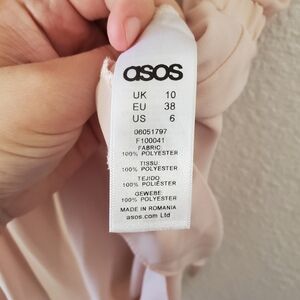 asos
UK 10
EU 38
US 6
06051797
F100041
FABRIC
100% POLYESTER
TISSU
100% POLYESTER
TEJIDO
100% POLIÉSTER
GEWEBE
100% POLYESTER
MADE IN ROMANIA
asos.com Ltd